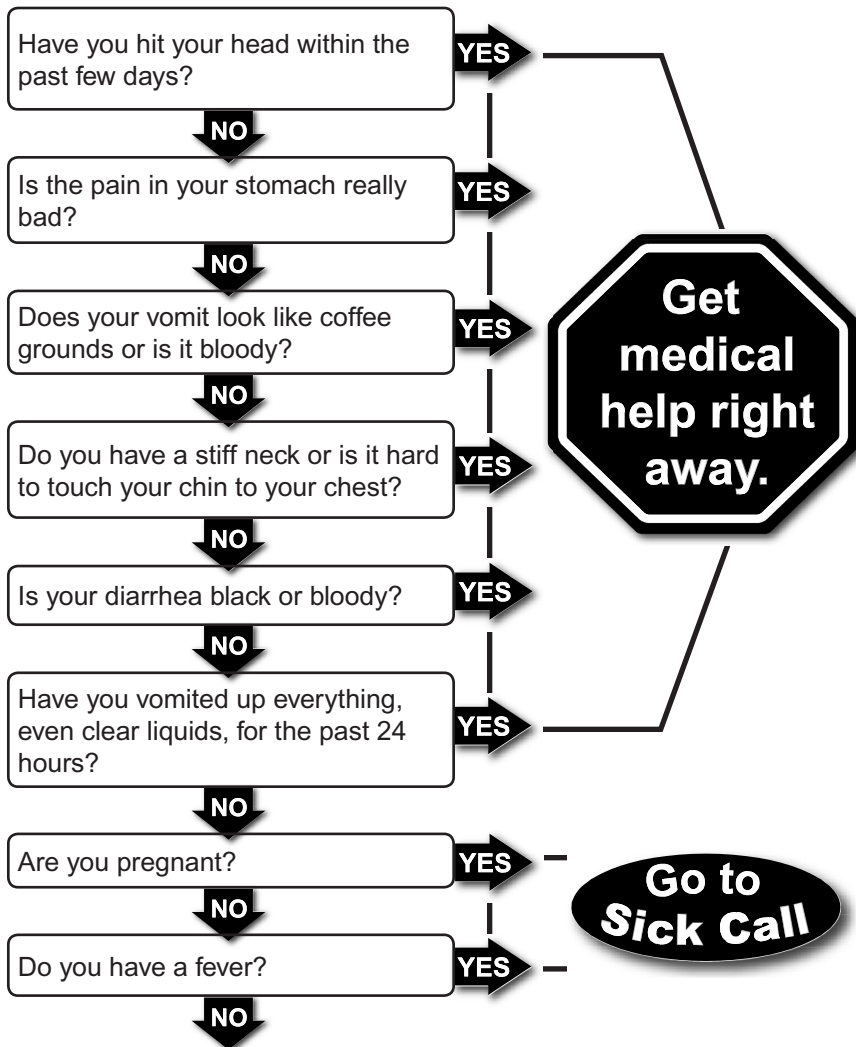 Have you hit your head within the
past few days?
YES
NO
Is the pain in your stomach really
bad?
YES
NO
Does your vomit look like coffee
grounds or is it bloody?
YES
NO
Do you have a stiff neck or is it hard
to touch your chin to your chest?
YES
NO
Is your diarrhea black or bloody?
YES
NO
Have you vomited up everything,
even clear liquids, for the past 24
hours?
YES
NO
Get
medical
help right
away.
Are you pregnant?
YES
NO
Do you have a fever?
YES
NO
Go to
Sick Call